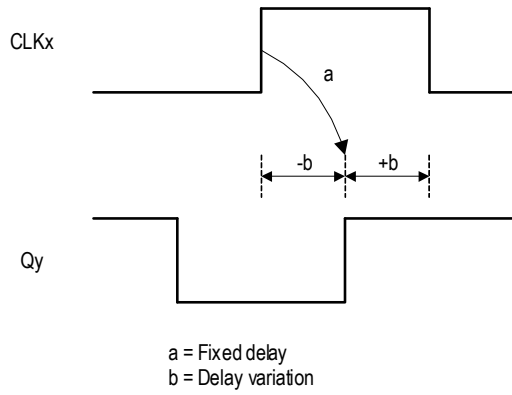 CLKx
a
-b
+b
Qy
a = Fixed delay
b = Delay variation